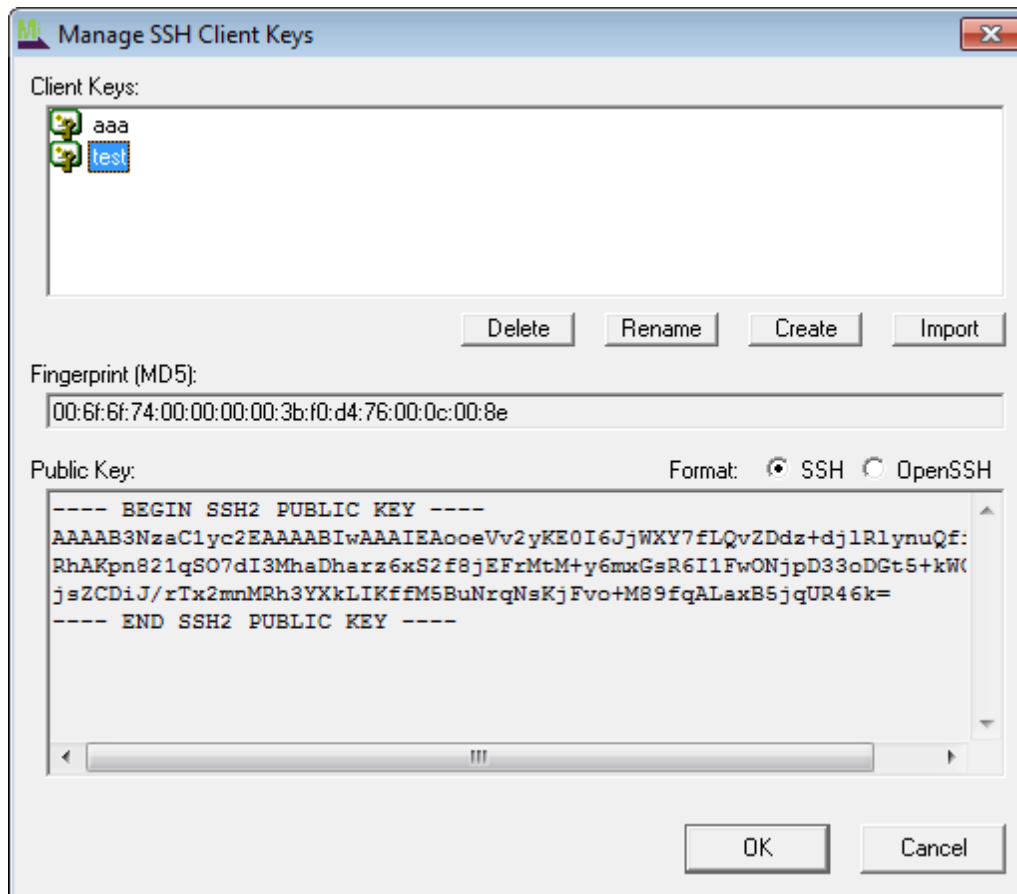 Manage SSH Client Keys
Client Keys:
aaa
test
Delete Rename Create Import
Fingerprint (MD5):
00:6f:6f:74:00:00:00:00:3b:f0:d4:76:00:0c:00:8e
Public Key: Format: SSH OpenSSH
---- BEGIN SSH2 PUBLIC KEY ----
AAAAB3NzaC1yc2EAAAABIwAAAIEAooeVv2yKE0I6JjWXY7fLQvZDdz+djlRlynuQf
RhAKpn821qSO7dI3MhaDharz6xS2f8jEFrMtM+y6mxGsR6I1FwONjpD33oDGt5+kW
jsZCDiJ/rTx2mnMRh3YXkLIKffM5BuNrqNsKjFvo+M89fqALaxB5jqUR46k=
---- END SSH2 PUBLIC KEY ----
OK Cancel